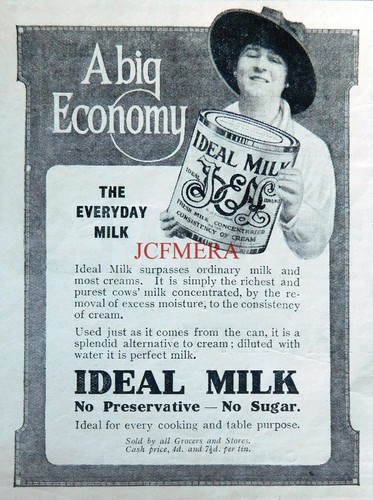 A big
Economy
IDEAL MILK
IDEAL
BRAND
FRESH MILK CONCENTRATED
CONSISTENCY OF CREAM
THE
EVERYDAY
MILK
JCFMERA
Ideal Milk surpasses ordinary milk and
most creams. It is simply the richest and
purest cows' milk concentrated, by the re-
moval of excess moisture, to the consistency
of cream.
Used just as it comes from the can, it is a
splendid alternative to cream; diluted with
water it is perfect milk.
IDEAL MILK
No Preservative — No Sugar.
Ideal for every cooking and table purpose.
Sold by all Grocers and Stores.
Cash price, 4d. and 7½d. per tin.